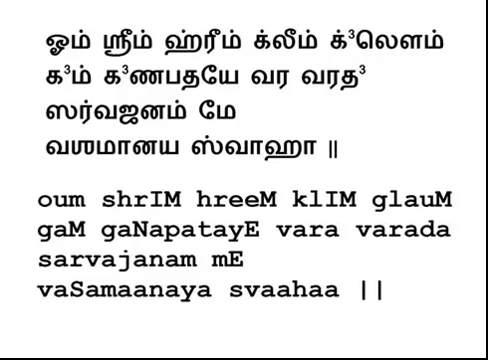 ஓம் ஶ்ரீம் ஹ்ரீம் க்லீம் க்³லௌம்
க³ம் க³ணபதயே வர வரத³
ஸர்வஜனம் மே
வஶமானய ஸ்வாஹா ||
oum shrIM hreeM klIM glauM
gaM gaNapatayE vara varada
sarvajanam mE
vaSamaanaya svaahaa ||